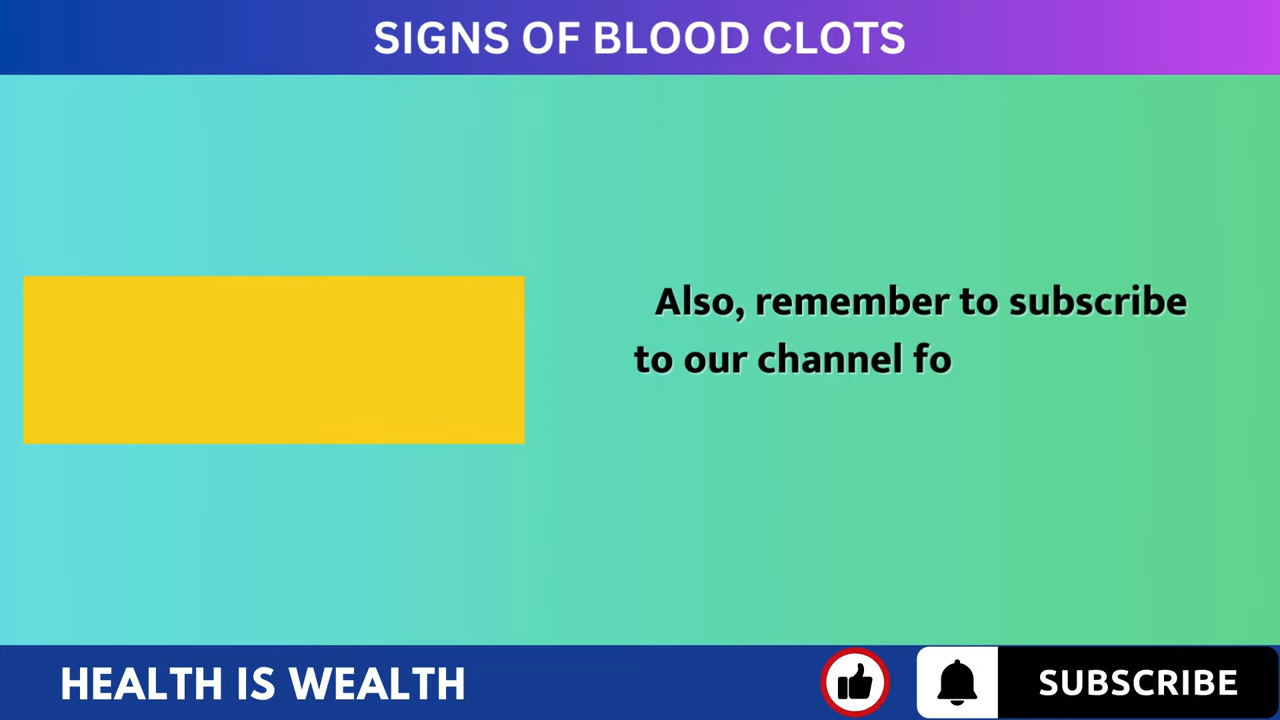 SIGNS OF BLOOD CLOTS
Also, remember to subscribe
to our channel fo
HEALTH IS WEALTH
SUBSCRIBE